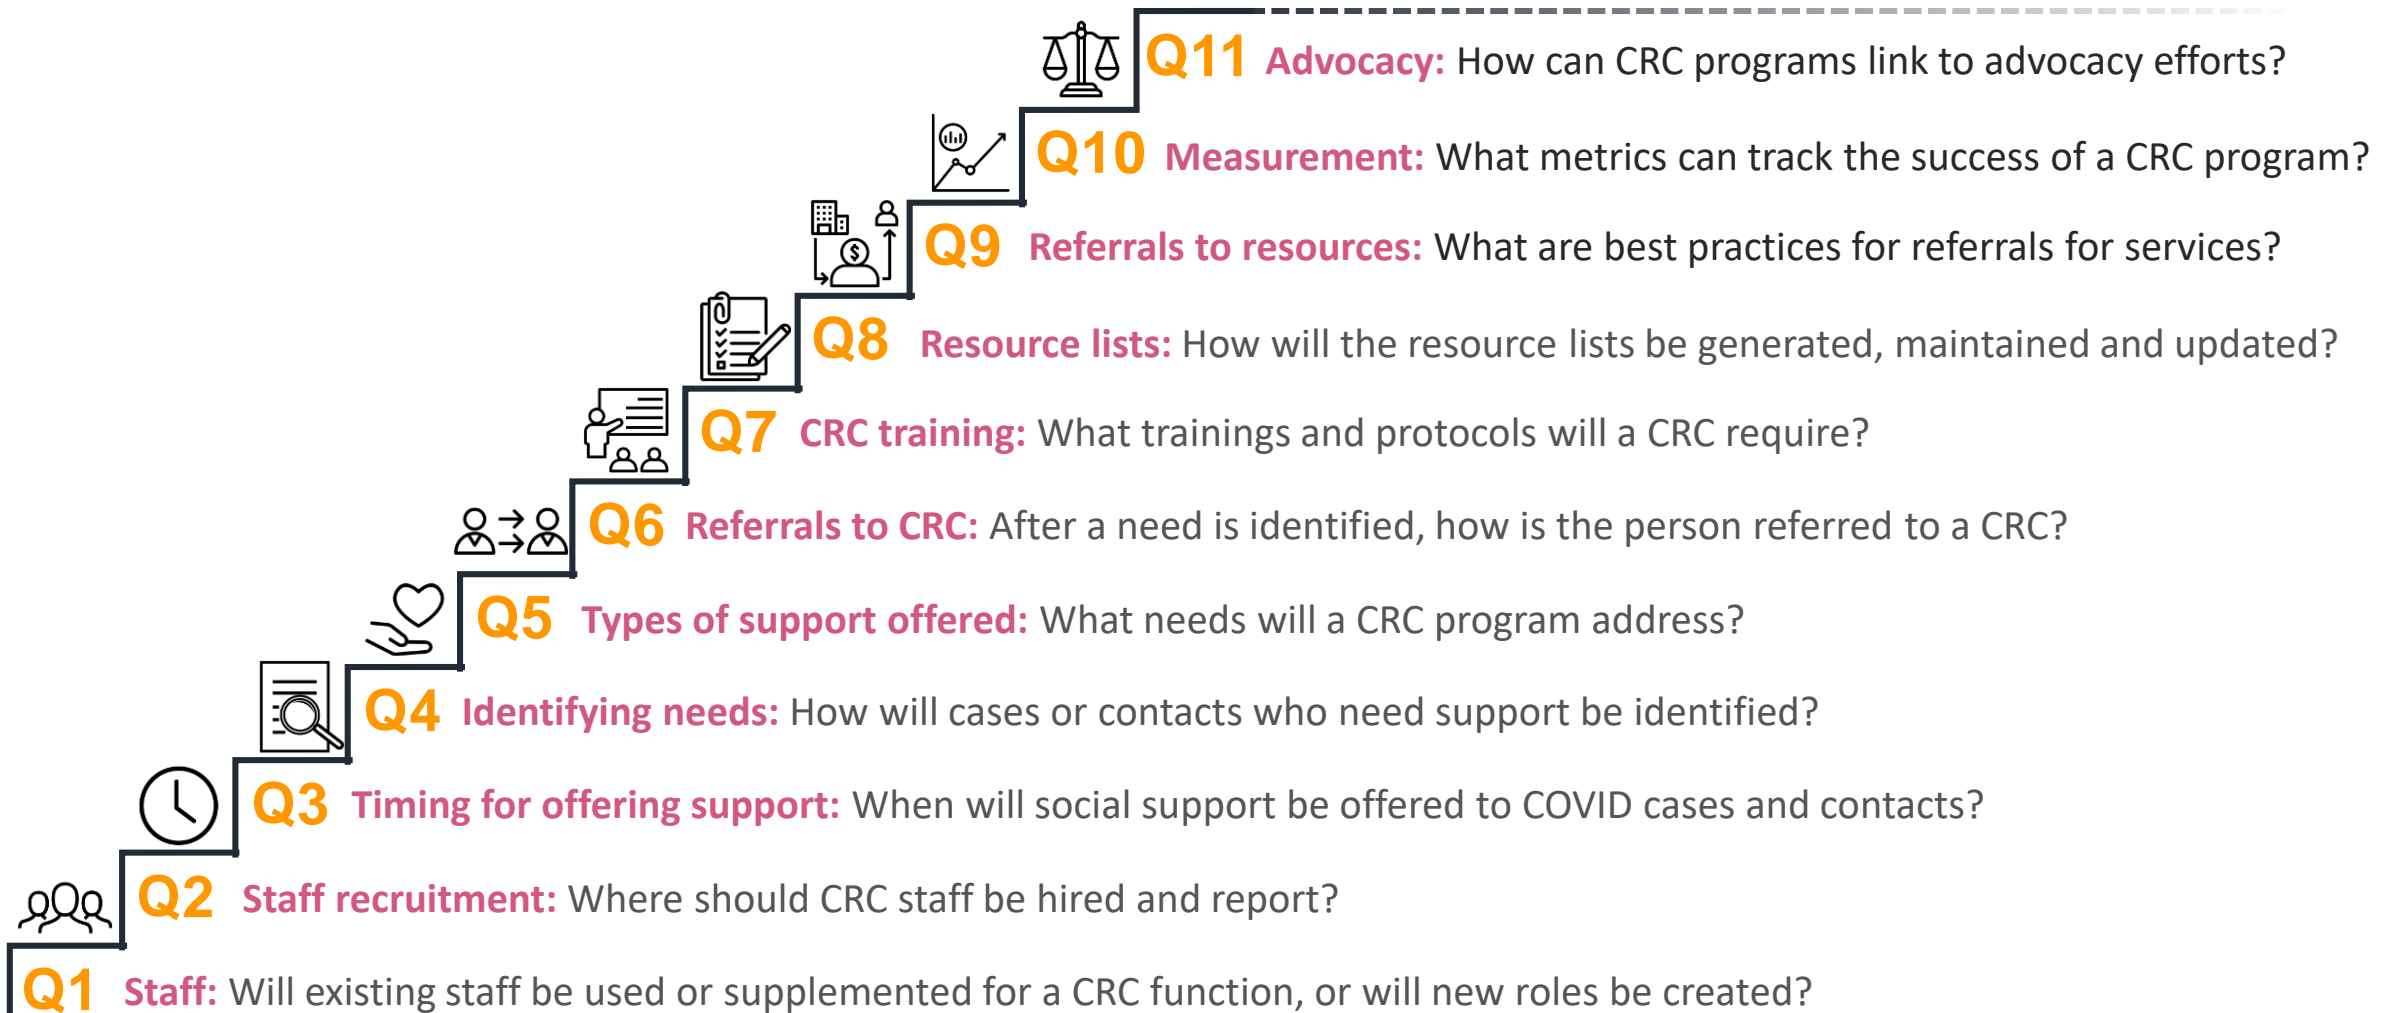 Q11 Advocacy: How can CRC programs link to advocacy efforts?
Q10 Measurement: What metrics can track the success of a CRC program?
Q9 Referrals to resources: What are best practices for referrals for services?
Q8 Resource lists: How will the resource lists be generated, maintained and updated?
Q7 CRC training: What trainings and protocols will a CRC require?
Q6 Referrals to CRC: After a need is identified, how is the person referred to a CRC?
Q5 Types of support offered: What needs will a CRC program address?
Q4 Identifying needs: How will cases or contacts who need support be identified?
Q3 Timing for offering support: When will social support be offered to COVID cases and contacts?
Q2 Staff recruitment: Where should CRC staff be hired and report?
Q1 Staff: Will existing staff be used or supplemented for a CRC function, or will new roles be created?